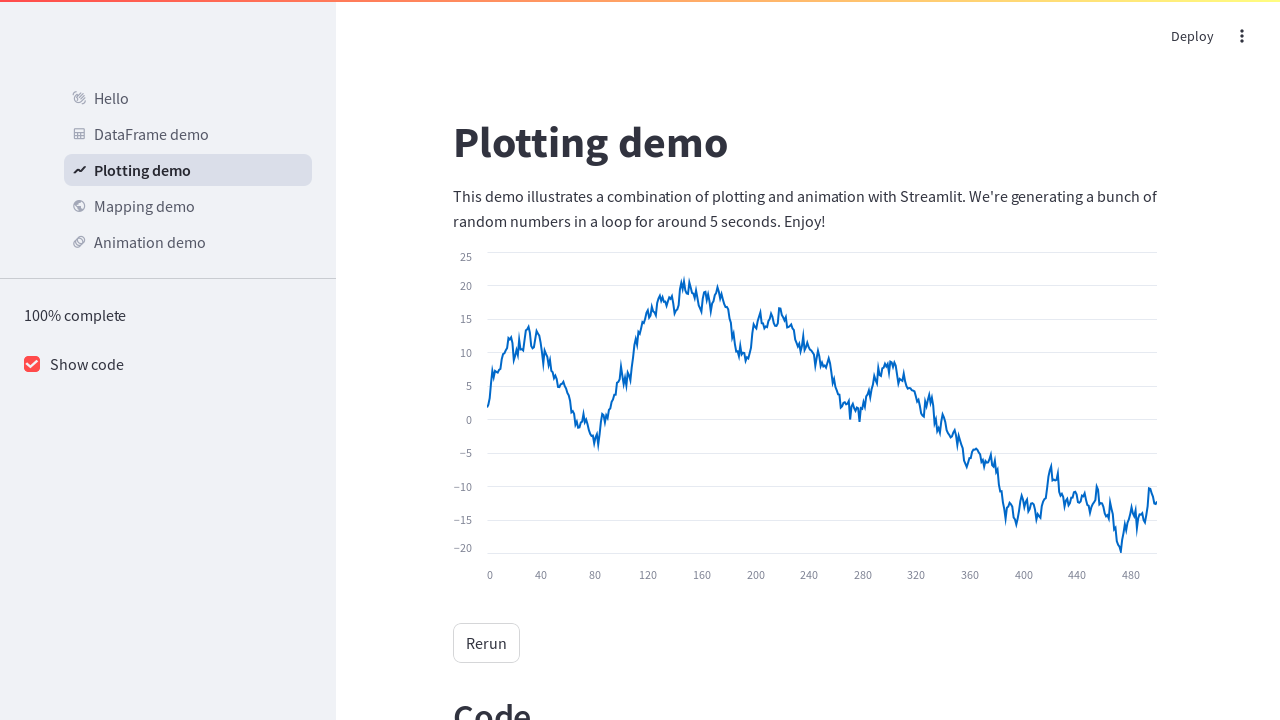 Deploy
Hello
DataFrame demo
Plotting demo
Mapping demo
Animation demo
100% complete
Show code
Plotting demo
This demo illustrates a combination of plotting and animation with Streamlit. We're generating a bunch of
random numbers in a loop for around 5 seconds. Enjoy!
25
20
15
10
5
0
−5
−10
−15
−20
0 40 80 120 160 200 240 280 320 360 400 440 480
Rerun
Code